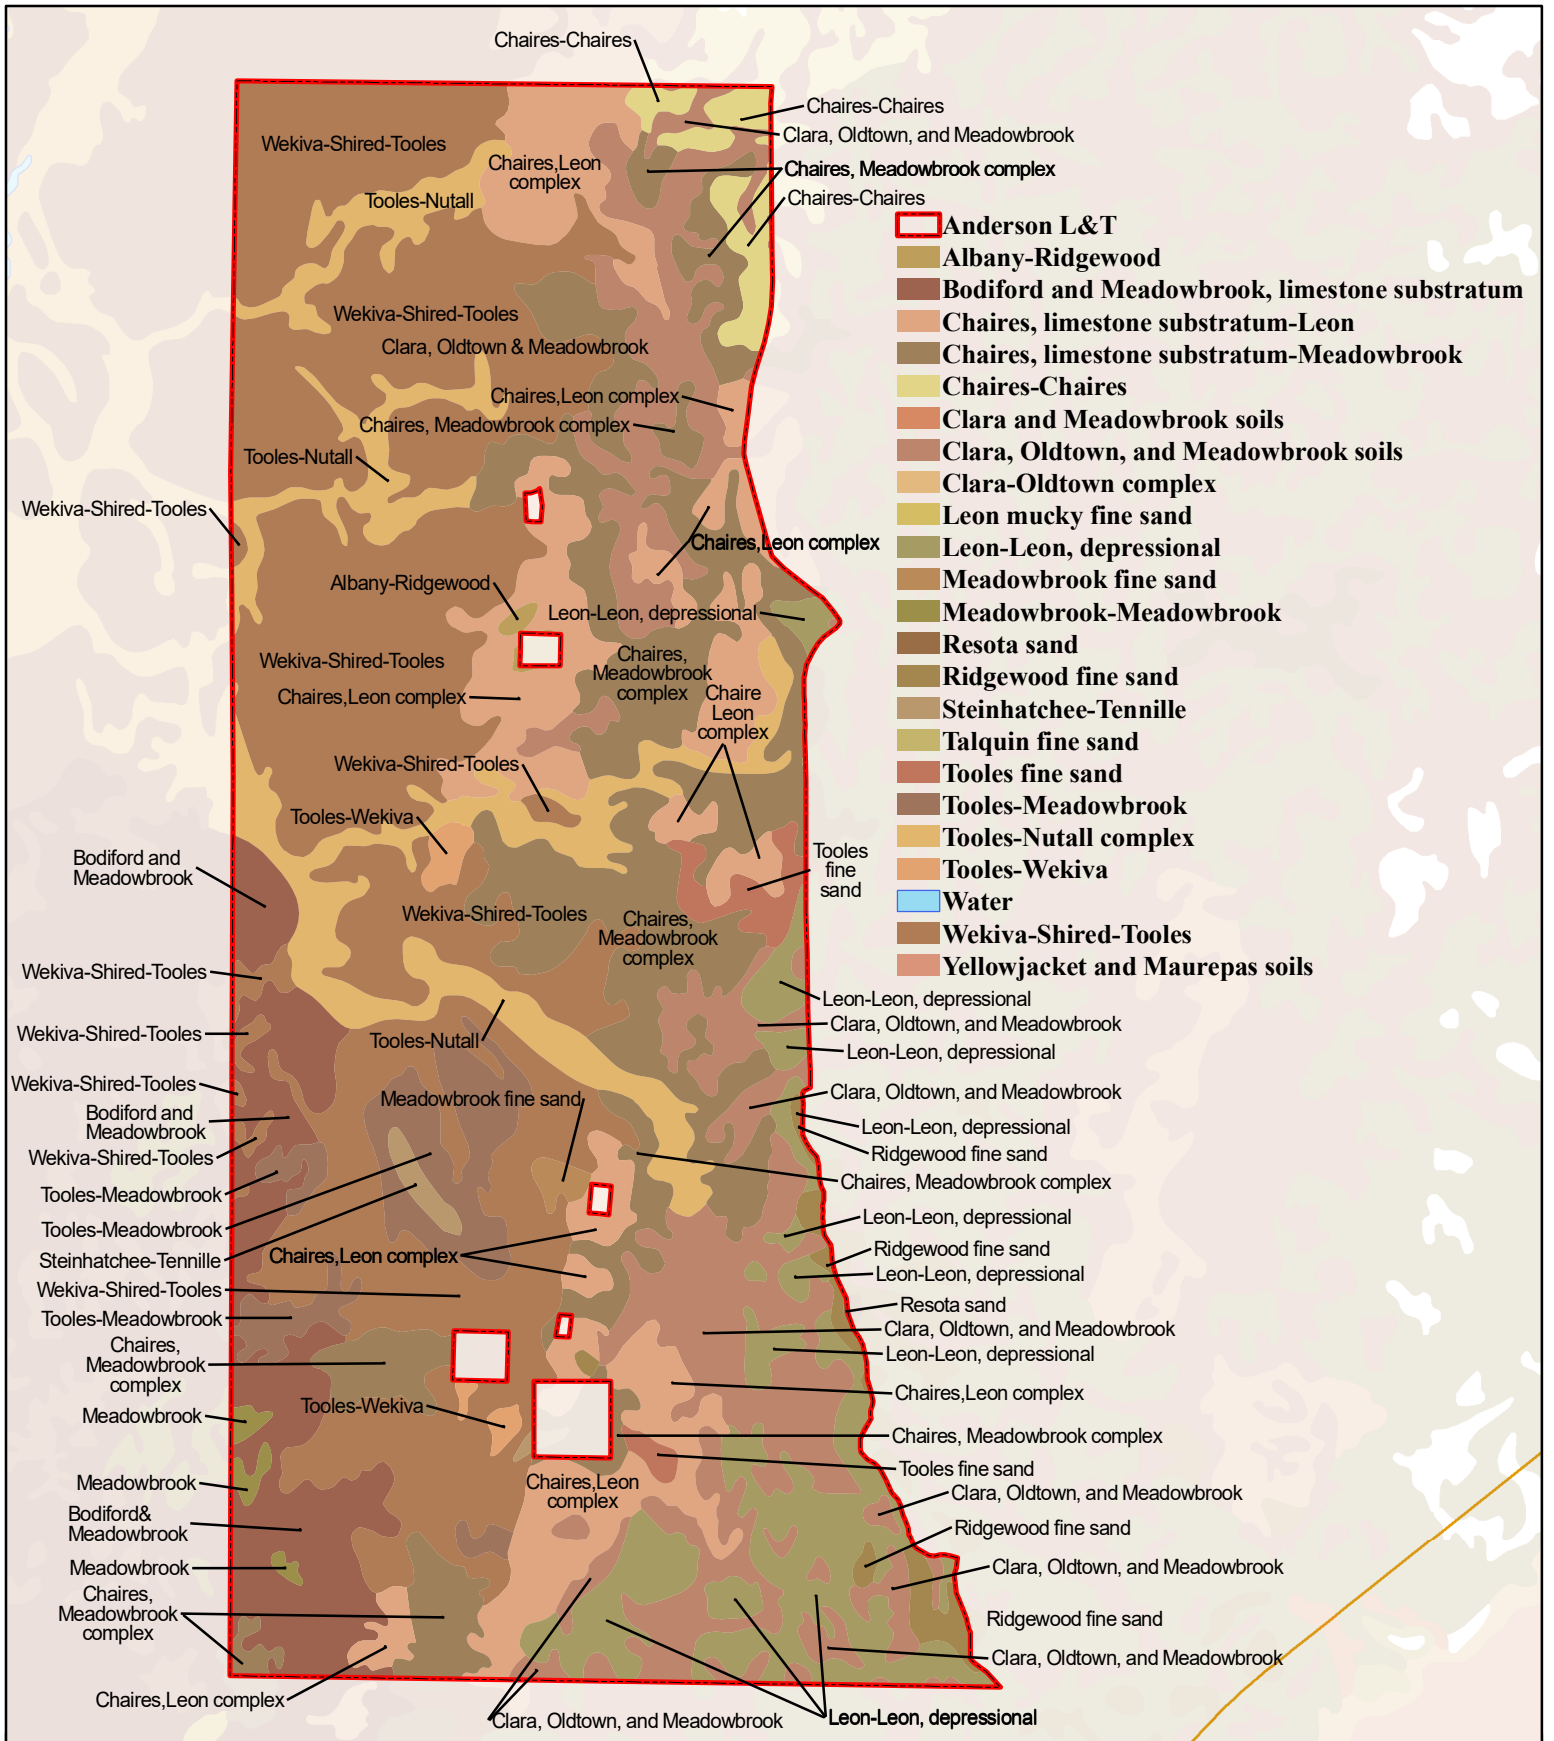 Chaires-Chaires
Chaires-Chaires
Clara, Oldtown, and Meadowbrook
Wekiva-Shired-Tooles
Chaires,Leon
complex
Chaires, Meadowbrook complex
Tooles-Nutall
Chaires-Chaires
Anderson L&T
Albany-Ridgewood
Bodiford and Meadowbrook, limestone substratum
Chaires, limestone substratum-Leon
Chaires, limestone substratum-Meadowbrook
Chaires-Chaires
Clara and Meadowbrook soils
Clara, Oldtown, and Meadowbrook soils
Clara-Oldtown complex
Leon mucky fine sand
Leon-Leon, depressional
Meadowbrook fine sand
Meadowbrook-Meadowbrook
Resota sand
Ridgewood fine sand
Steinhatchee-Tennille
Talquin fine sand
Tooles fine sand
Tooles-Meadowbrook
Tooles-Nutall complex
Tooles-Wekiva
Water
Wekiva-Shired-Tooles
Yellowjacket and Maurepas soils
Wekiva-Shired-Tooles
Clara, Oldtown & Meadowbrook
Chaires,Leon complex
Chaires, Meadowbrook complex
Tooles-Nutall
Wekiva-Shired-Tooles
Chaires,Leon complex
Albany-Ridgewood
Leon-Leon, depressional
Wekiva-Shired-Tooles
Chaires,
Meadowbrook
complex
Chaires,Leon complex
Chaire
Leon
complex
Wekiva-Shired-Tooles
Tooles-Wekiva
Bodiford and
Meadowbrook
Tooles
fine
sand
Wekiva-Shired-Tooles
Chaires,
Meadowbrook
complex
Wekiva-Shired-Tooles
Leon-Leon, depressional
Clara, Oldtown, and Meadowbrook
Wekiva-Shired-Tooles
Tooles-Nutall
Leon-Leon, depressional
Wekiva-Shired-Tooles
Meadowbrook fine sand
Clara, Oldtown, and Meadowbrook
Bodiford and
Meadowbrook
Leon-Leon, depressional
Wekiva-Shired-Tooles
Ridgewood fine sand
Chaires, Meadowbrook complex
Tooles-Meadowbrook
Tooles-Meadowbrook
Leon-Leon, depressional
Steinhatchee-Tennille
Chaires,Leon complex
Ridgewood fine sand
Leon-Leon, depressional
Wekiva-Shired-Tooles
Resota sand
Tooles-Meadowbrook
Clara, Oldtown, and Meadowbrook
Chaires,
Meadowbrook
complex
Leon-Leon, depressional
Chaires,Leon complex
Tooles-Wekiva
Meadowbrook
Chaires, Meadowbrook complex
Tooles fine sand
Meadowbrook
Chaires,Leon
complex
Clara, Oldtown, and Meadowbrook
Bodiford&
Meadowbrook
Ridgewood fine sand
Meadowbrook
Clara, Oldtown, and Meadowbrook
Chaires,
Meadowbrook
complex
Ridgewood fine sand
Clara, Oldtown, and Meadowbrook
Chaires,Leon complex
Clara, Oldtown, and Meadowbrook
Leon-Leon, depressional